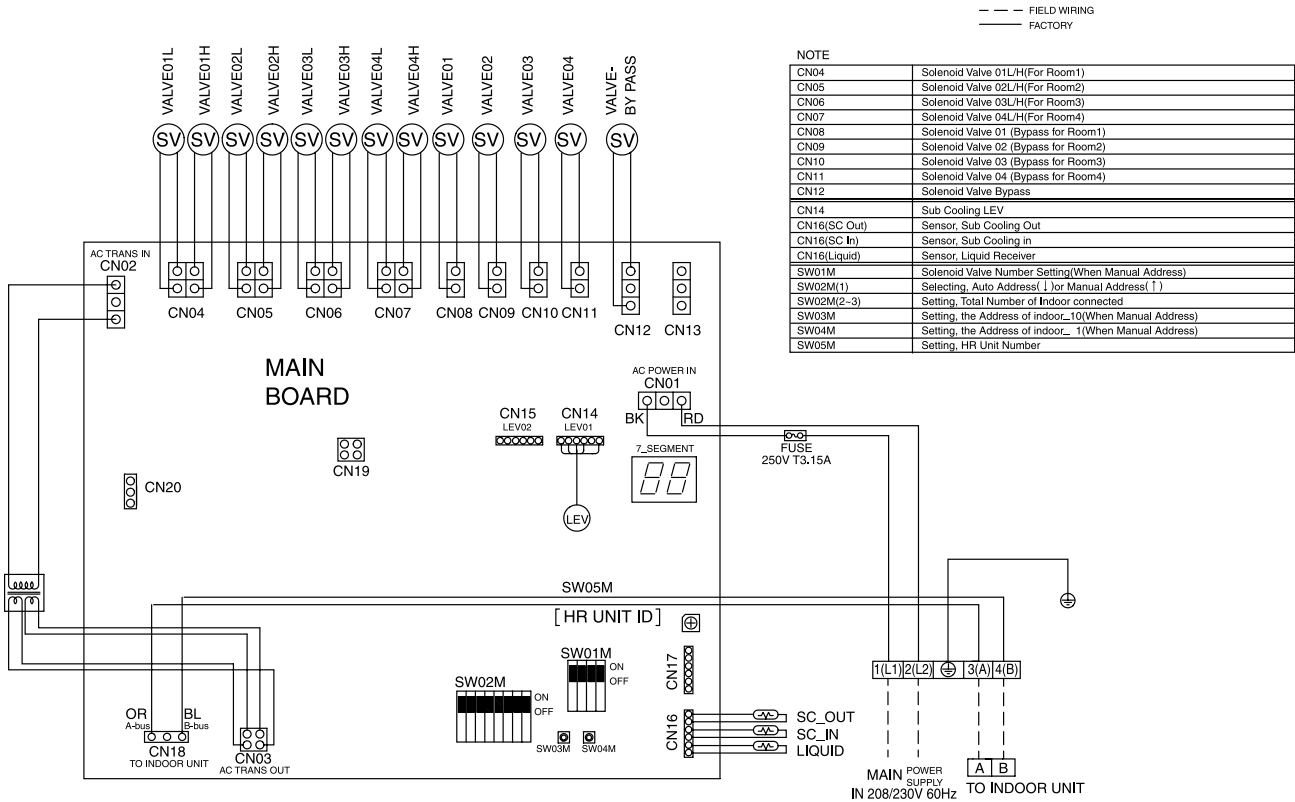 FIELD WIRING
FACTORY
VALVE01L
VALVE01H
VALVE02L
VALVE02H
VALVE03L
VALVE03H
VALVE04L
VALVE04H
VALVE01
VALVE02
VALVE03
VALVE04
VALVE-
BY PASS
SV SV SV SV SV SV SV SV SV SV SV SV SV
NOTE
CN04 Solenoid Valve 01L/H(For Room1)
CN05 Solenoid Valve 02L/H(For Room2)
CN06 Solenoid Valve 03L/H(For Room3)
CN07 Solenoid Valve 04L/H(For Room4)
CN08 Solenoid Valve 01 (Bypass for Room1)
CN09 Solenoid Valve 02 (Bypass for Room2)
CN10 Solenoid Valve 03 (Bypass for Room3)
CN11 Solenoid Valve 04 (Bypass for Room4)
CN12 Solenoid Valve Bypass
CN14 Sub Cooling LEV
CN16(SC Out) Sensor, Sub Cooling Out
CN16(SC In) Sensor, Sub Cooling in
CN16(Liquid) Sensor, Liquid Receiver
SW01M Solenoid Valve Number Setting(When Manual Address)
SW02M(1) Selecting, Auto Address(↓)or Manual Address(↑)
SW02M(2~3) Setting, Total Number of Indoor connected
SW03M Setting, the Address of indoor_10(When Manual Address)
SW04M Setting, the Address of indoor_ 1(When Manual Address)
SW05M Setting, HR Unit Number
AC TRANS IN
CN02
CN04 CN05 CN06 CN07 CN08 CN09 CN10 CN11
CN12 CN13
MAIN
BOARD
AC POWER IN
CN01
BK RD
CN15
LEV02
CN14
LEV01
FUSE
250V T3.15A
7_SEGMENT
88
CN19
CN20
LEV
SW05M
[HR UNIT ID]
SW01M
ON
OFF
CN17
SW02M
ON
OFF
1(L1) 2(L2) 3(A) 4(B)
OR
A-bus
BL
B-bus
CN18
TO INDOOR UNIT
CN03
AC TRANS OUT
SW03M SW04M
CN16
SC_OUT
SC_IN
LIQUID
MAIN POWER SUPPLY
IN 208/230V 60Hz
A B
TO INDOOR UNIT